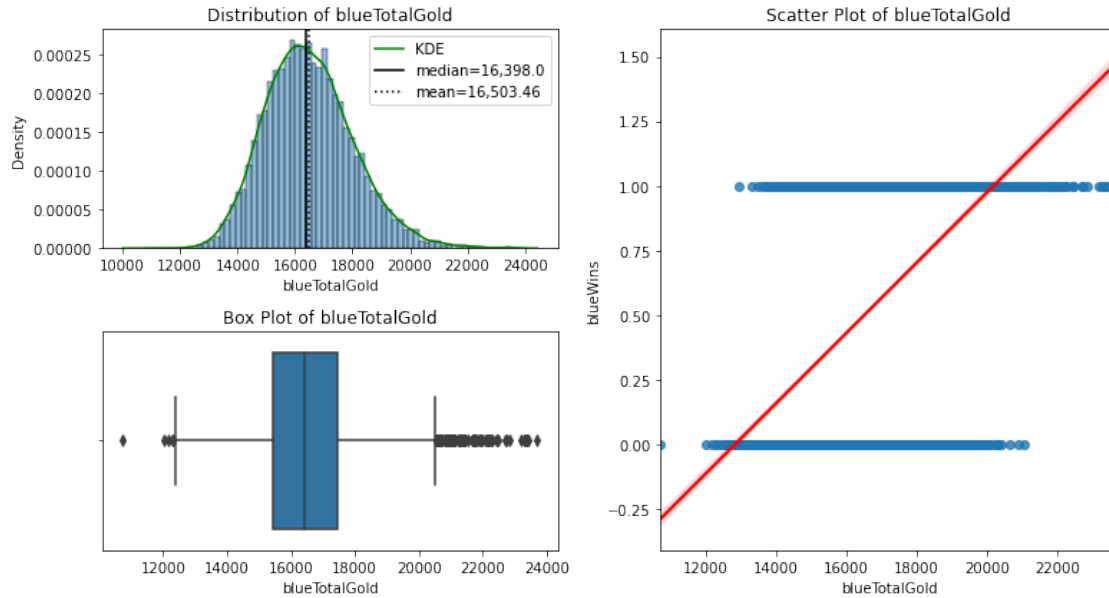 Distribution of blueTotalGold
0.00025
0.00020
0.00015
0.00010
0.00005
0.00000
Density
KDE
median=16,398.0
mean=16,503.46
10000 12000 14000 16000 18000 20000 22000 24000
blueTotalGold
Box Plot of blueTotalGold
12000 14000 16000 18000 20000 22000 24000
blueTotalGold
Scatter Plot of blueTotalGold
1.50
1.25
1.00
0.75
0.50
0.25
0.00
−0.25
blueWins
12000 14000 16000 18000 20000 22000
blueTotalGold